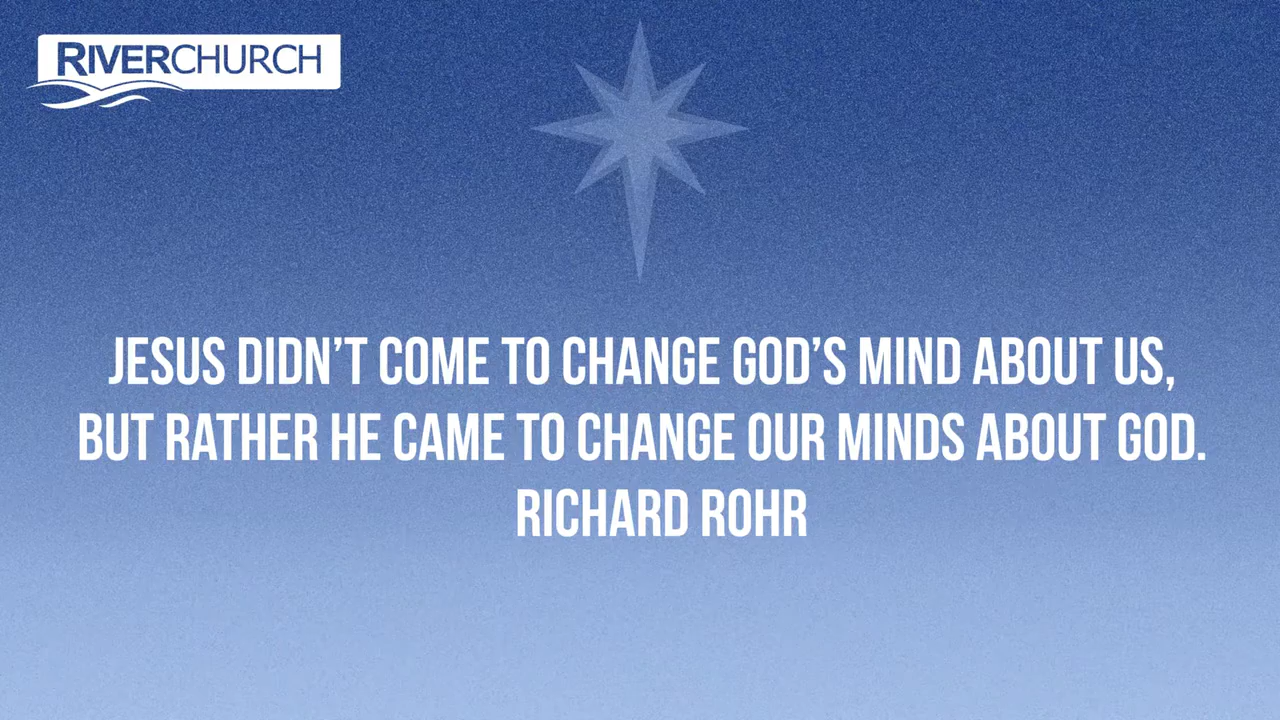 RIVERCHURCH
JESUS DIDN'T COME TO CHANGE GOD'S MIND ABOUT US,
BUT RATHER HE CAME TO CHANGE OUR MINDS ABOUT GOD.
RICHARD ROHR